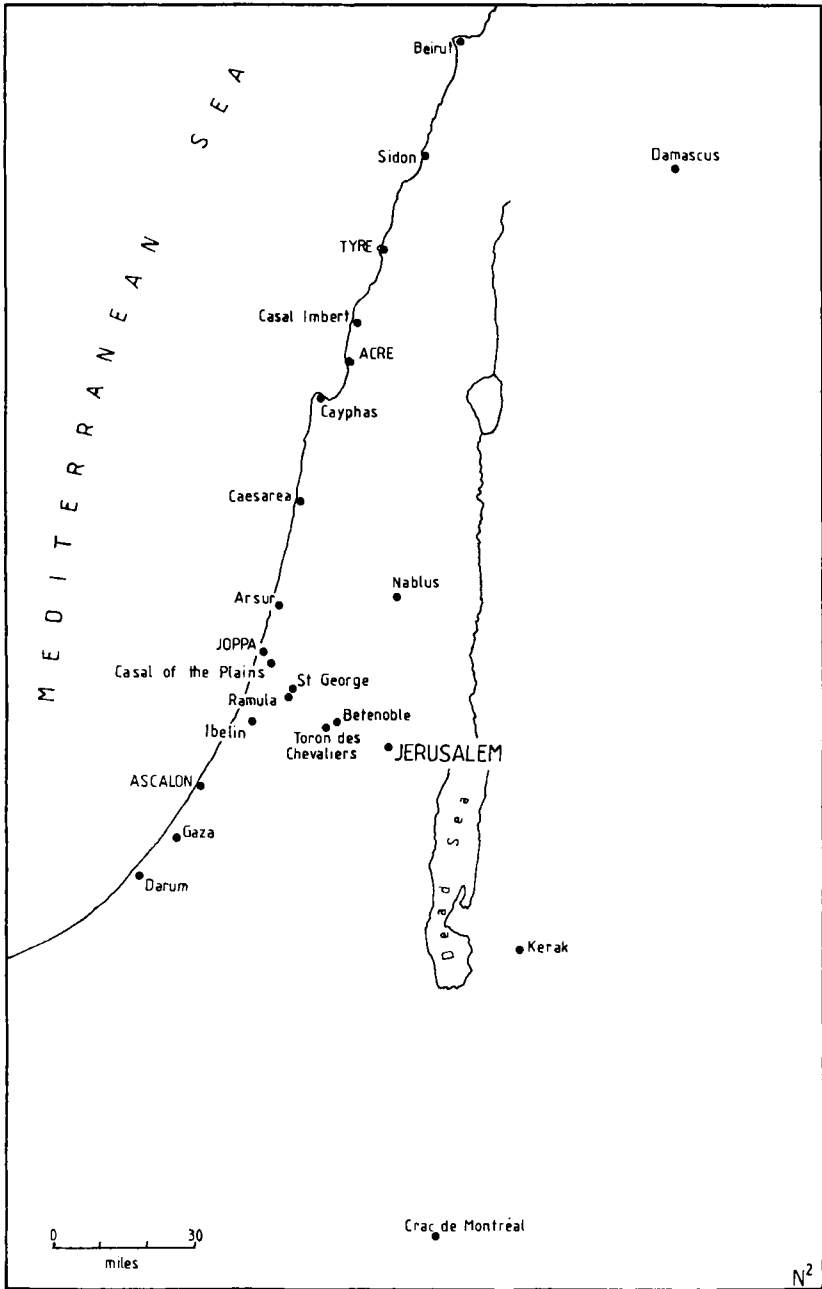 Beirut
MEDITERRANEAN SEA
Sidon
Damascus
TYRE
Casal Imbert
ACRE
Cayphas
Caesarea
Nablus
Arsur
JOPPA
Casal of the Plains
St George
Ramula
Betenoble
Ibelin
Toron des
Chevaliers
JERUSALEM
ASCALON
Dead Sea
Gaza
Darum
Kerak
Crac de Montréal
0 30
miles
N²